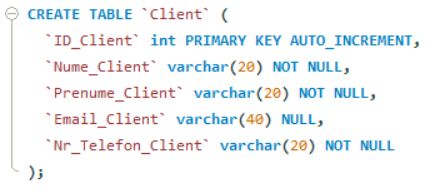 CREATE TABLE `Client` (
`ID_Client` int PRIMARY KEY AUTO_INCREMENT,
`Nume_Client` varchar(20) NOT NULL,
`Prenume_Client` varchar(20) NOT NULL,
`Email_Client` varchar(40) NULL,
`Nr_Telefon_Client` varchar(20) NOT NULL
);